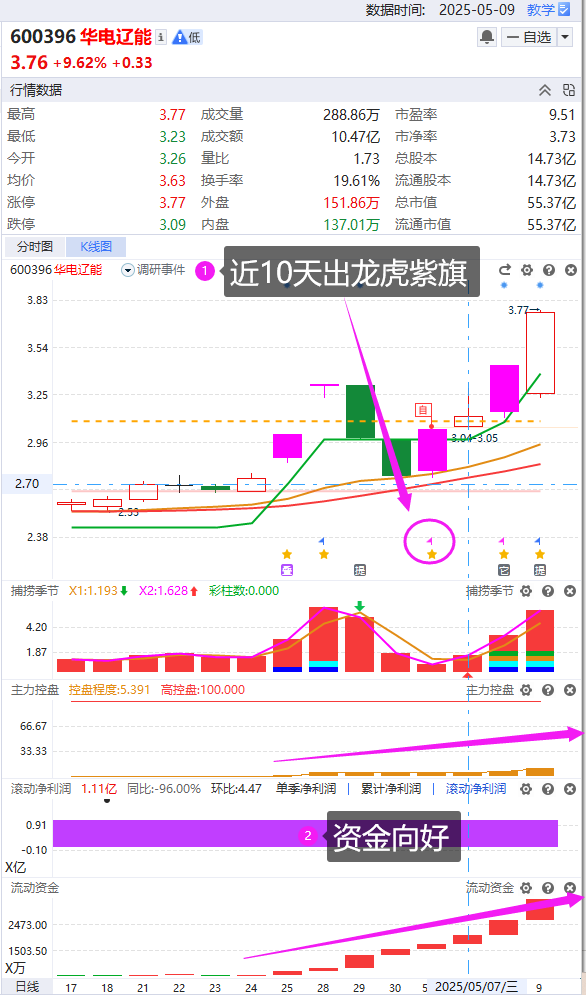 数据时间: 2025-05-09 教学
600396 华电辽能 i 低 自选
3.76 +9.62% +0.33
行情数据
最高 3.77 成交量 288.86万 市盈率 9.51
最低 3.23 成交额 10.47亿 市净率 3.73
今开 3.26 量比 1.73 总股本 14.73亿
均价 3.63 换手率 19.61% 流通股本 14.73亿
涨停 3.77 外盘 151.86万 总市值 55.37亿
跌停 3.09 内盘 137.01万 流通市值 55.37亿
分时图 K线图
600396华电辽能 调研事件 1 近10天出龙虎紫旗
3.83
3.77→
3.54
3.25
自
2.96
3.04-3.05
2.70
2.53
2.38
捕捞季节 X1:1.193 X2:1.628 彩柱数:0.000 捕捞季节
4.20
1.87
主力控盘 控盘程度:5.391 高控盘:100.000 主力控盘
66.67
33.33
滚动净利润 1.11亿 同比:-96.00% 环比:4.47 单季净利润 累计净利润 滚动净利润
0.91
2 资金向好
-0.10
X亿
流动资金 流动资金
2473.00
1503.50
X万
日线 17 18 21 22 23 24 25 28 29 30 5 2025/05/07/三 9